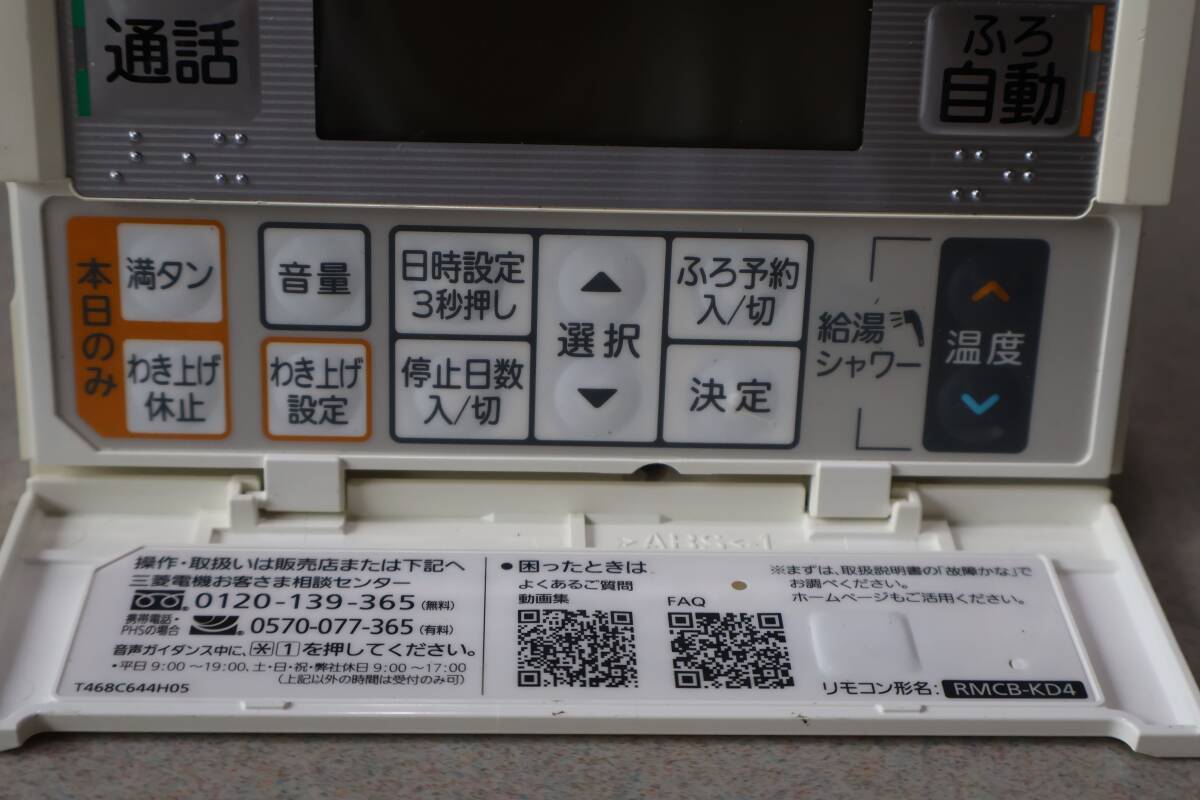 通話
ふろ
自動
本日のみ
満タン
わき上げ
休止
音量
わき上げ
設定
日時設定
3秒押し
停止日数
入/切
選択
ふろ予約
入/切
決定
給湯
シャワー
温度
>ABS<
操作・取扱いは販売店または下記へ
三菱電機お客さま相談センター
0120-139-365(無料)
携帯電話・
PHSの場合
0570-077-365(有料)
音声ガイダンス中に、*1を押してください。
・平日9:00~19:00、土・日・祝・弊社休日9:00~17:00
(上記以外の時間は受付のみ可)
T468C644H05
●困ったときは
よくあるご質問
動画集
FAQ
※まずは、取扱説明書の「故障かな」で
お調べください。
ホームページもご活用ください。
リモコン形名:RMCB-KD4